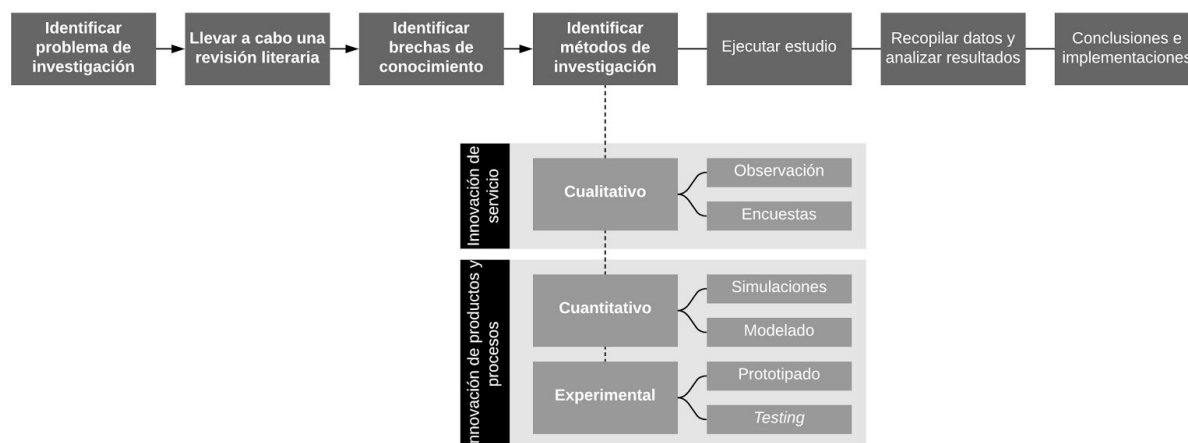 Identificar
problema de
investigación
Llevar a cabo una
revisión literaria
Identificar
brechas de
conocimiento
Identificar
métodos de
investigación
Ejecutar estudio
Recopilar datos y
analizar resultados
Conclusiones e
implementaciones
Innovación de
servicio
Cualitativo
Observación
Encuestas
Innovación de productos y
procesos
Cuantitativo
Simulaciones
Modelado
Experimental
Prototipado
Testing